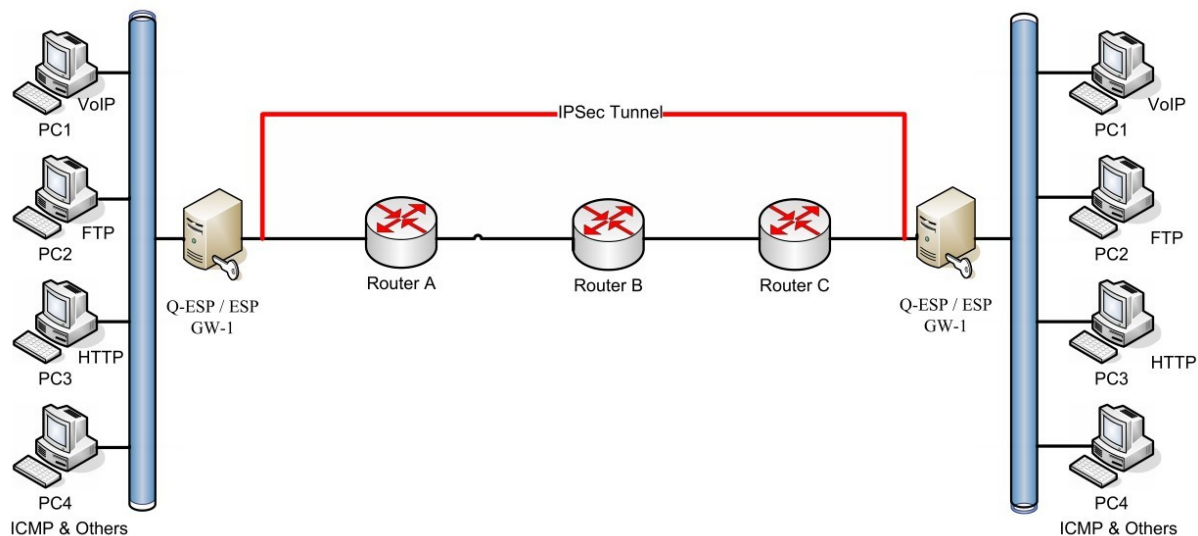 VoIP
PC1
FTP
PC2
HTTP
PC3
PC4
ICMP & Others
Q-ESP / ESP
GW-1
IPSec Tunnel
Router A
Router B
Router C
Q-ESP / ESP
GW-1
VoIP
PC1
FTP
PC2
HTTP
PC3
PC4
ICMP & Others